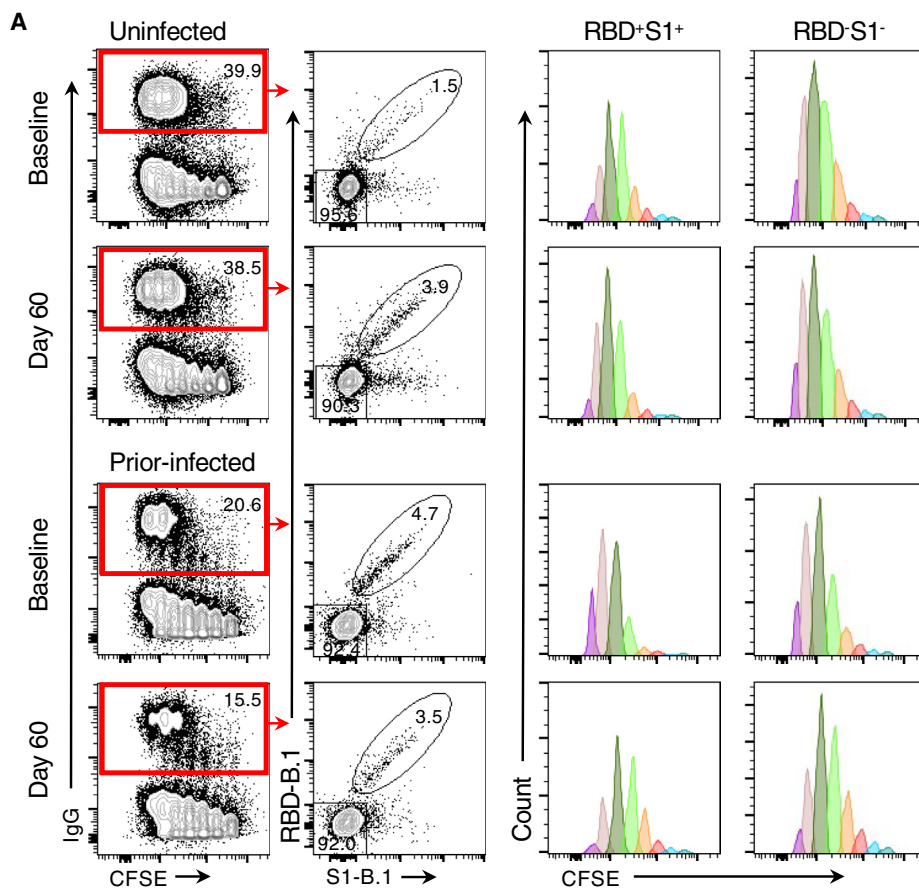 A
Uninfected
RBD⁺S1⁺
RBD⁻S1⁻
Baseline
39.9
1.5
95.6
Day 60
38.5
3.9
90.3
Prior-infected
Baseline
20.6
4.7
92.4
Day 60
15.5
3.5
92.0
IgG
RBD-B.1
Count
CFSE
S1-B.1
CFSE